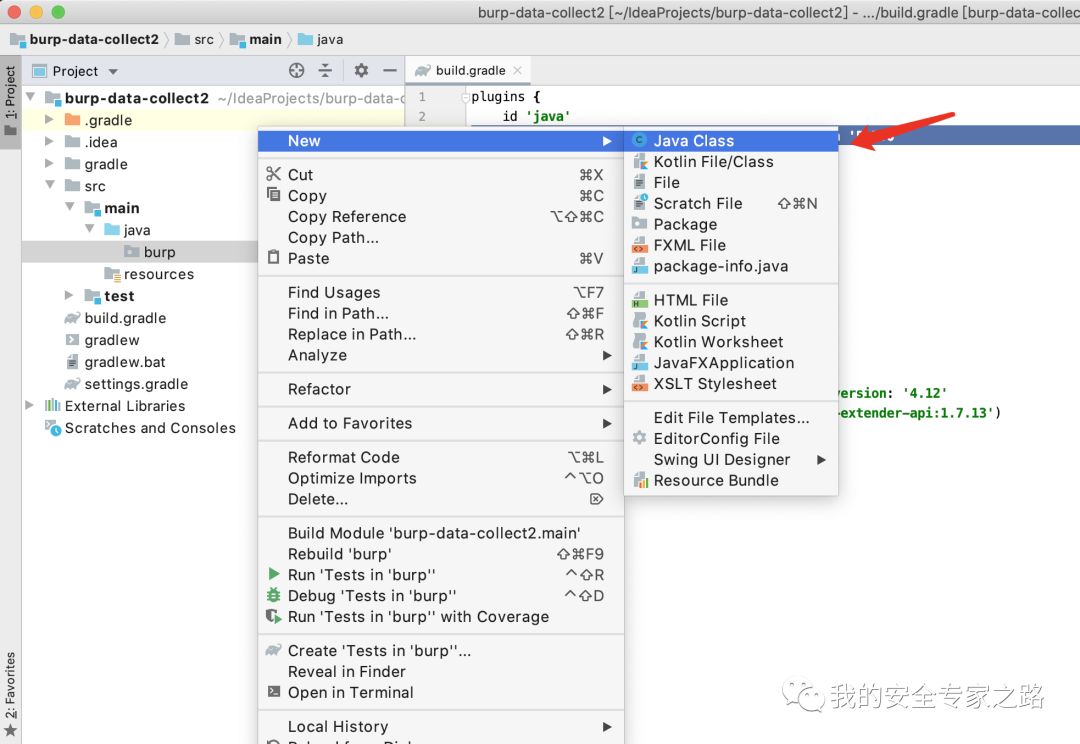 burp-data-collect2 [~/IdeaProjects/burp-data-collect2] - .../build.gradle [burp-data-collec
burp-data-collect2 src main java
1: Project
Project
build.gradle
burp-data-collect2 ~/IdeaProjects/burp-data-c
.gradle
.idea
gradle
src
main
java
burp
resources
test
build.gradle
gradlew
gradlew.bat
settings.gradle
External Libraries
Scratches and Consoles
1 plugins {
2 id 'java'
New
Cut ⌘X
Copy ⌘C
Copy Reference ⌥⇧⌘C
Copy Path...
Paste ⌘V
Find Usages ⌥F7
Find in Path... ⇧⌘F
Replace in Path... ⇧⌘R
Analyze
Refactor
Add to Favorites
Reformat Code ⌥⌘L
Optimize Imports ^⌥O
Delete... ⌦
Build Module 'burp-data-collect2.main'
Rebuild 'burp' ⇧⌘F9
Run 'Tests in 'burp'' ^⇧R
Debug 'Tests in 'burp'' ^⇧D
Run 'Tests in 'burp'' with Coverage
Create 'Tests in 'burp''...
Reveal in Finder
Open in Terminal
Local History
Java Class
Kotlin File/Class
File
Scratch File ⇧⌘N
Package
FXML File
package-info.java
HTML File
Kotlin Script
Kotlin Worksheet
JavaFXApplication
XSLT Stylesheet
Edit File Templates...
EditorConfig File
Swing UI Designer
Resource Bundle
version: '4.12'
-extender-api:1.7.13')
2: Favorites
我的安全专家之路